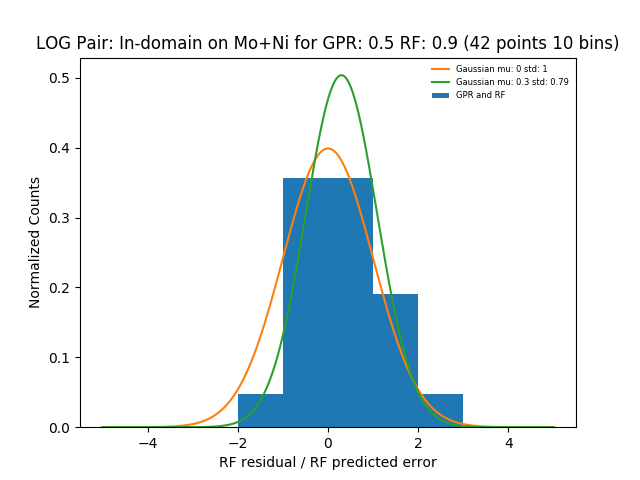 LOG Pair: In-domain on Mo+Ni for GPR: 0.5 RF: 0.9 (42 points 10 bins)
Gaussian mu: 0 std: 1
Gaussian mu: 0.3 std: 0.79
GPR and RF
Normalized Counts
0.5
0.4
0.3
0.2
0.1
0.0
−4
−2
0
2
4
RF residual / RF predicted error